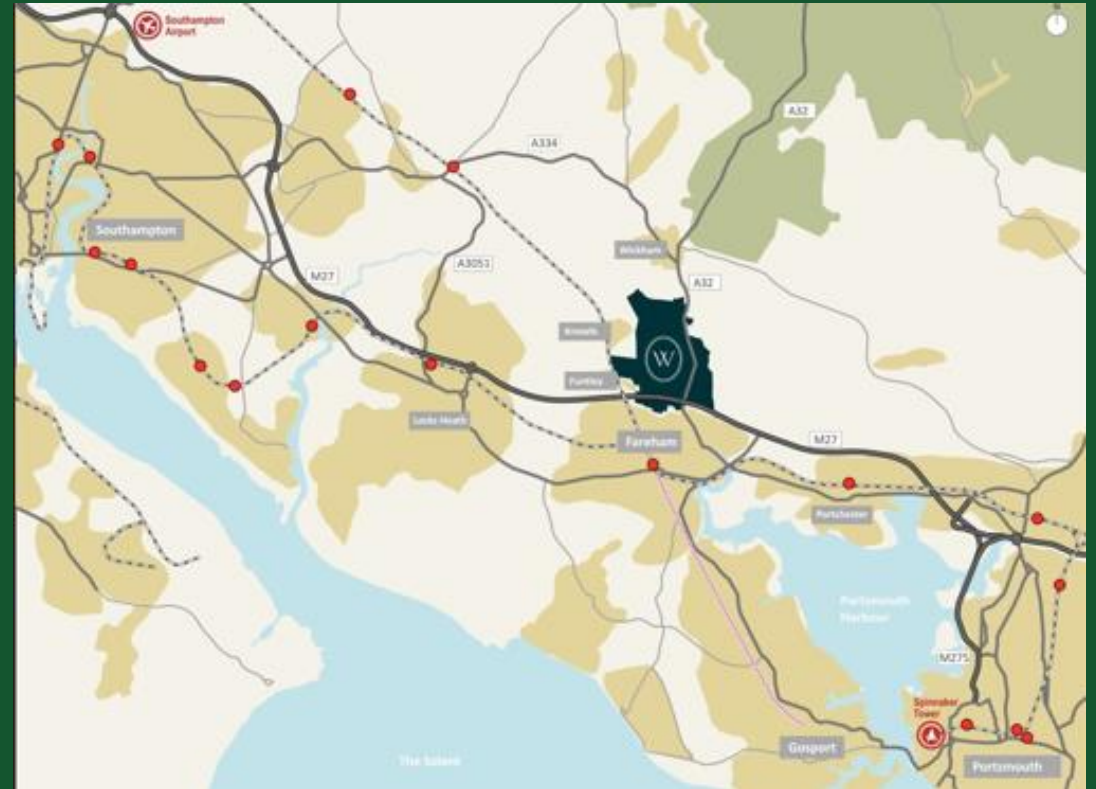 Southampton
Airport
A32
A334
Southampton
Wickham
A3051
M27
A32
Knowle
W
Funtley
Locks Heath
Fareham
M27
Portchester
Portsmouth
Harbour
M275
Spinnaker
Tower
Gosport
The Solent
Portsmouth